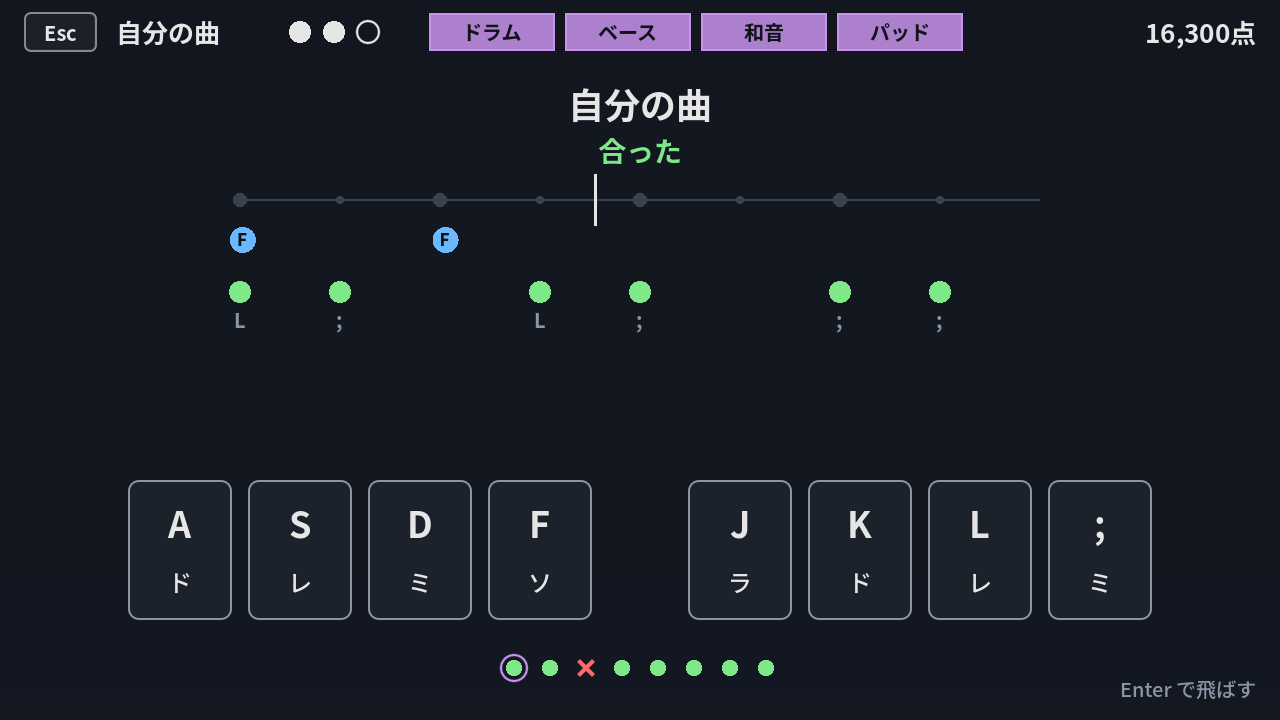 Esc 自分の曲 ドラム ベース 和音 パッド 16,300点
自分の曲
合った
F F
L ; L ; ; ;
A S D F J K L ;
ド レ ミ ソ ラ ド レ ミ
Enter で飛ばす